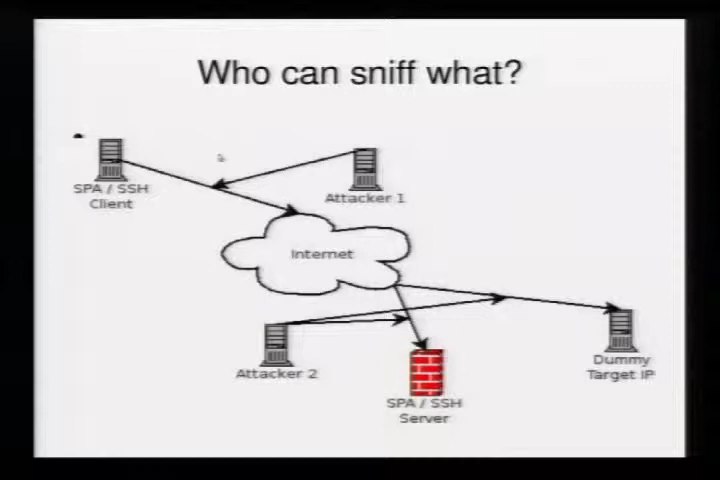 Who can sniff what?
SPA / SSH
Client
Attacker 1
Internet
Attacker 2
Dummy
Target IP
SPA / SSH
Server